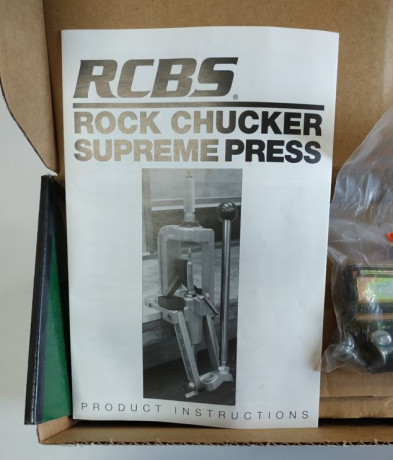 RCBS®
ROCK CHUCKER
SUPREME PRESS
PRODUCT INSTRUCTIONS